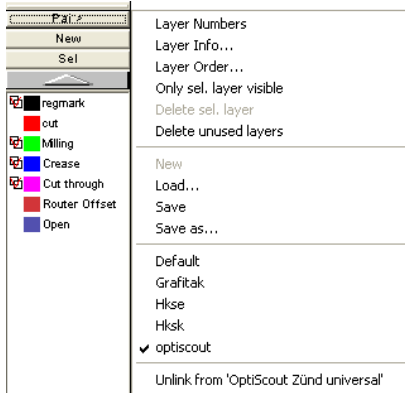 New
Sel
regmark
cut
Milling
Crease
Cut through
Router Offset
Open
Layer Numbers
Layer Info...
Layer Order...
Only sel. layer visible
Delete sel. layer
Delete unused layers
New
Load...
Save
Save as...
Default
Grafitak
Hkse
Hksk
optiscout
Unlink from 'OptiScout Zünd universal'